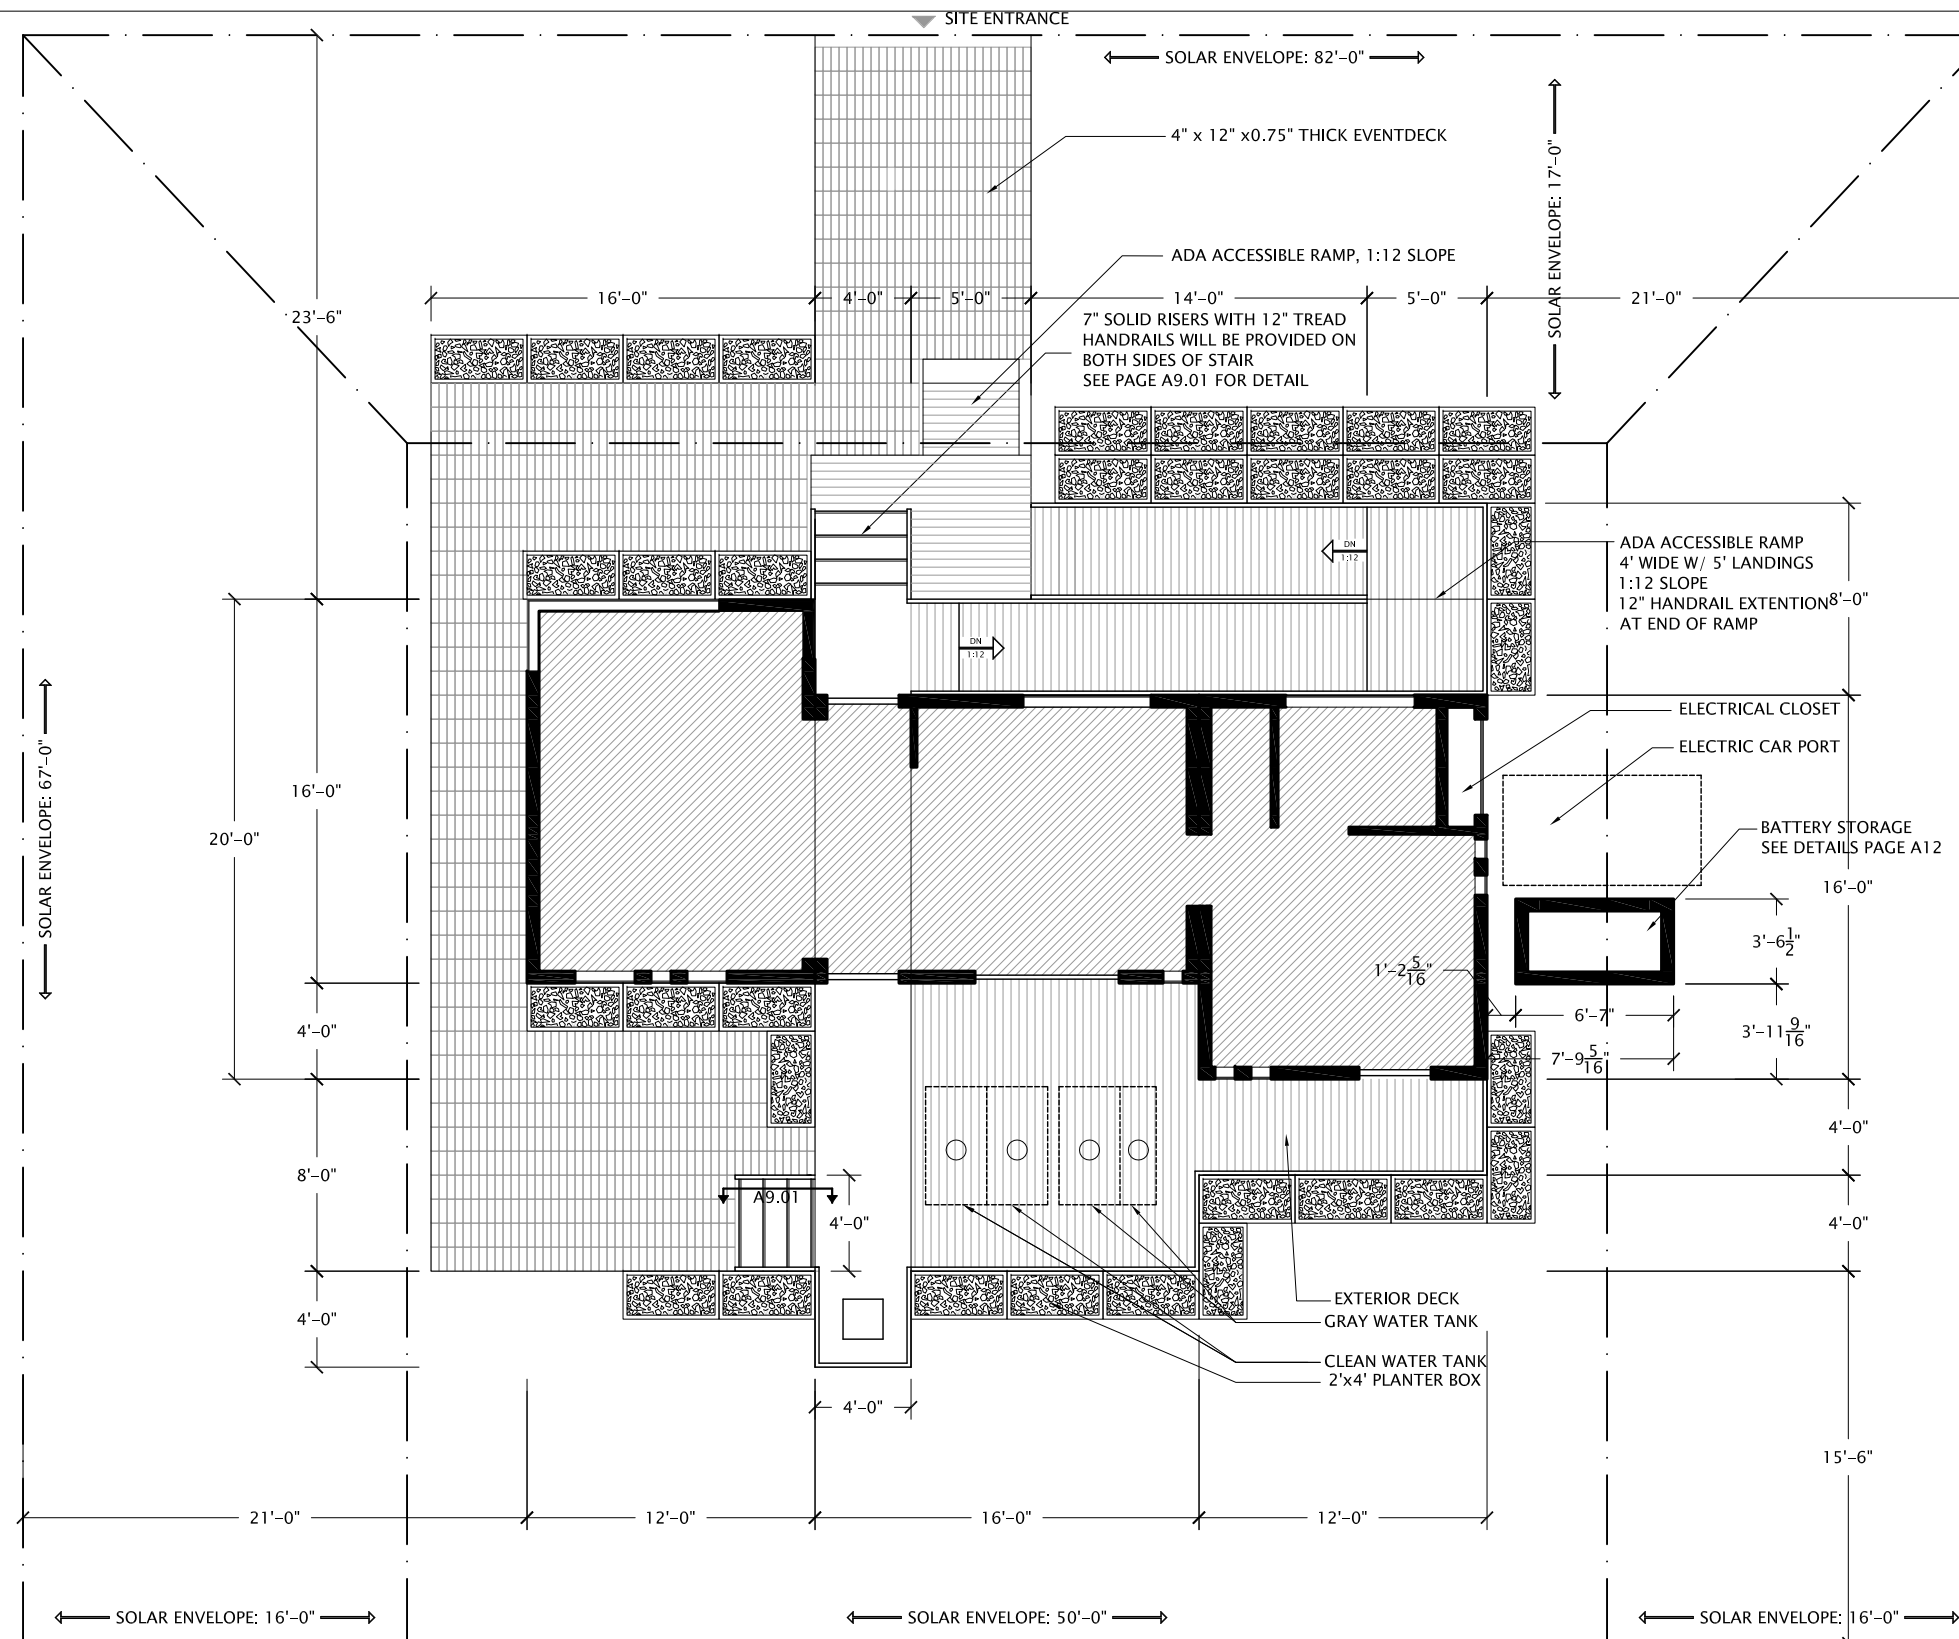 SITE ENTRANCE
SOLAR ENVELOPE: 82'-0"
SOLAR ENVELOPE: 17'-0"
4" x 12" x0.75" THICK EVENTDECK
ADA ACCESSIBLE RAMP, 1:12 SLOPE
16'-0"
4'-0"
5'-0"
14'-0"
5'-0"
21'-0"
23'-6"
7" SOLID RISERS WITH 12" TREAD
HANDRAILS WILL BE PROVIDED ON
BOTH SIDES OF STAIR
SEE PAGE A9.01 FOR DETAIL
DN
1:12
ADA ACCESSIBLE RAMP
4' WIDE W/ 5' LANDINGS
1:12 SLOPE
12" HANDRAIL EXTENTION
AT END OF RAMP
8'-0"
DN
1:12
ELECTRICAL CLOSET
ELECTRIC CAR PORT
SOLAR ENVELOPE: 67'-0"
16'-0"
20'-0"
BATTERY STORAGE
SEE DETAILS PAGE A12
16'-0"
3'-6 1/2"
1'-2 5/16"
6'-7"
3'-11 9/16"
7'-9 5/16"
4'-0"
4'-0"
8'-0"
A9.01
4'-0"
4'-0"
EXTERIOR DECK
GRAY WATER TANK
4'-0"
CLEAN WATER TANK
2'x4' PLANTER BOX
4'-0"
15'-6"
21'-0"
12'-0"
16'-0"
12'-0"
SOLAR ENVELOPE: 16'-0"
SOLAR ENVELOPE: 50'-0"
SOLAR ENVELOPE: 16'-0"